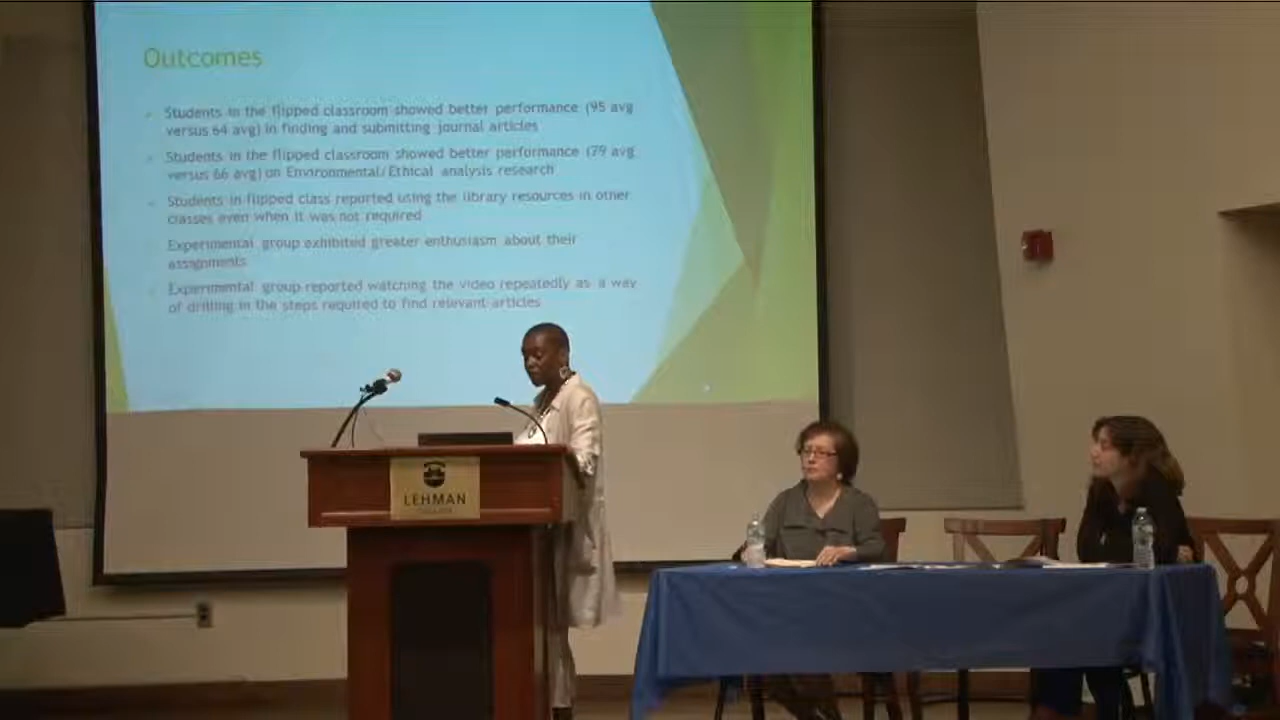 Outcomes
Students in the flipped classroom showed better performance (95 avg
versus 64 avg) in finding and submitting journal articles
Students in the flipped classroom showed better performance (79 avg
versus 66 avg) on Environmental/Ethical analysis research
Students in flipped class reported using the library resources in other
classes even when it was not required
Experimental group exhibited greater enthusiasm about their
assignments
Experimental group reported watching the video repeatedly as a way
of drilling in the steps required to find relevant articles
LEHMAN
COLLEGE